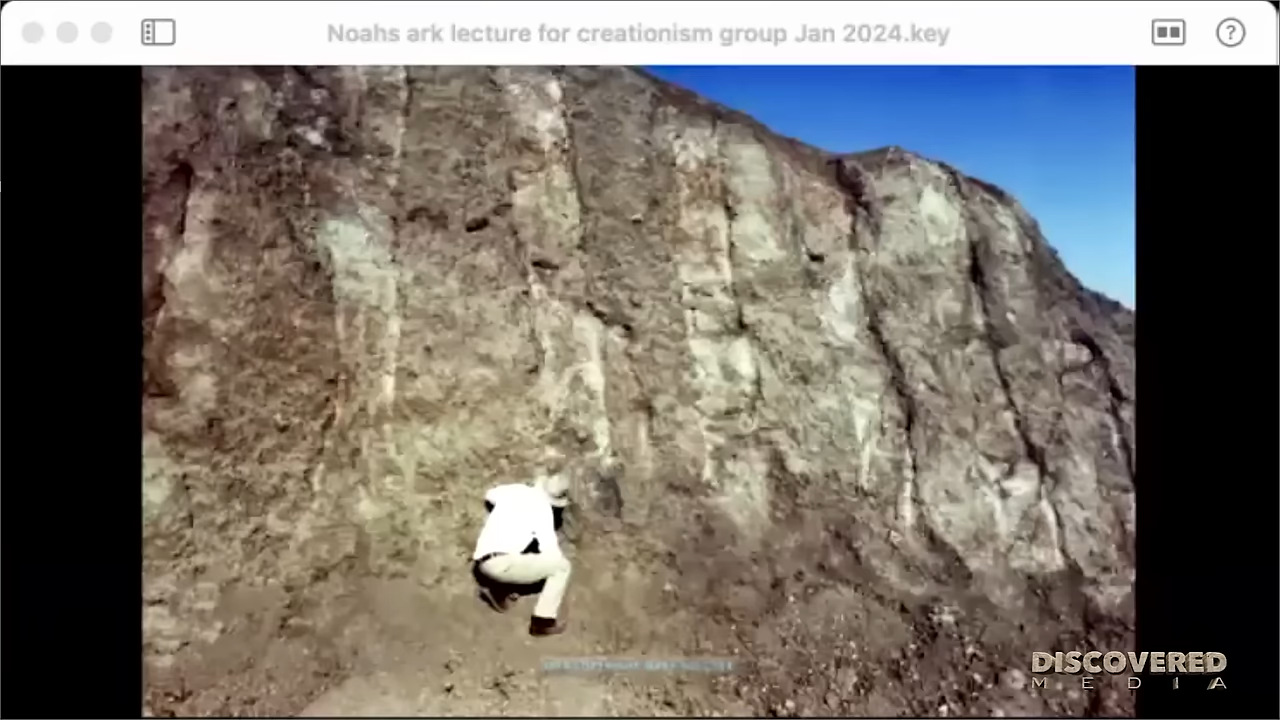 Noahs ark lecture for creationism group Jan 2024.key
?
DISCOVERED
MEDIA